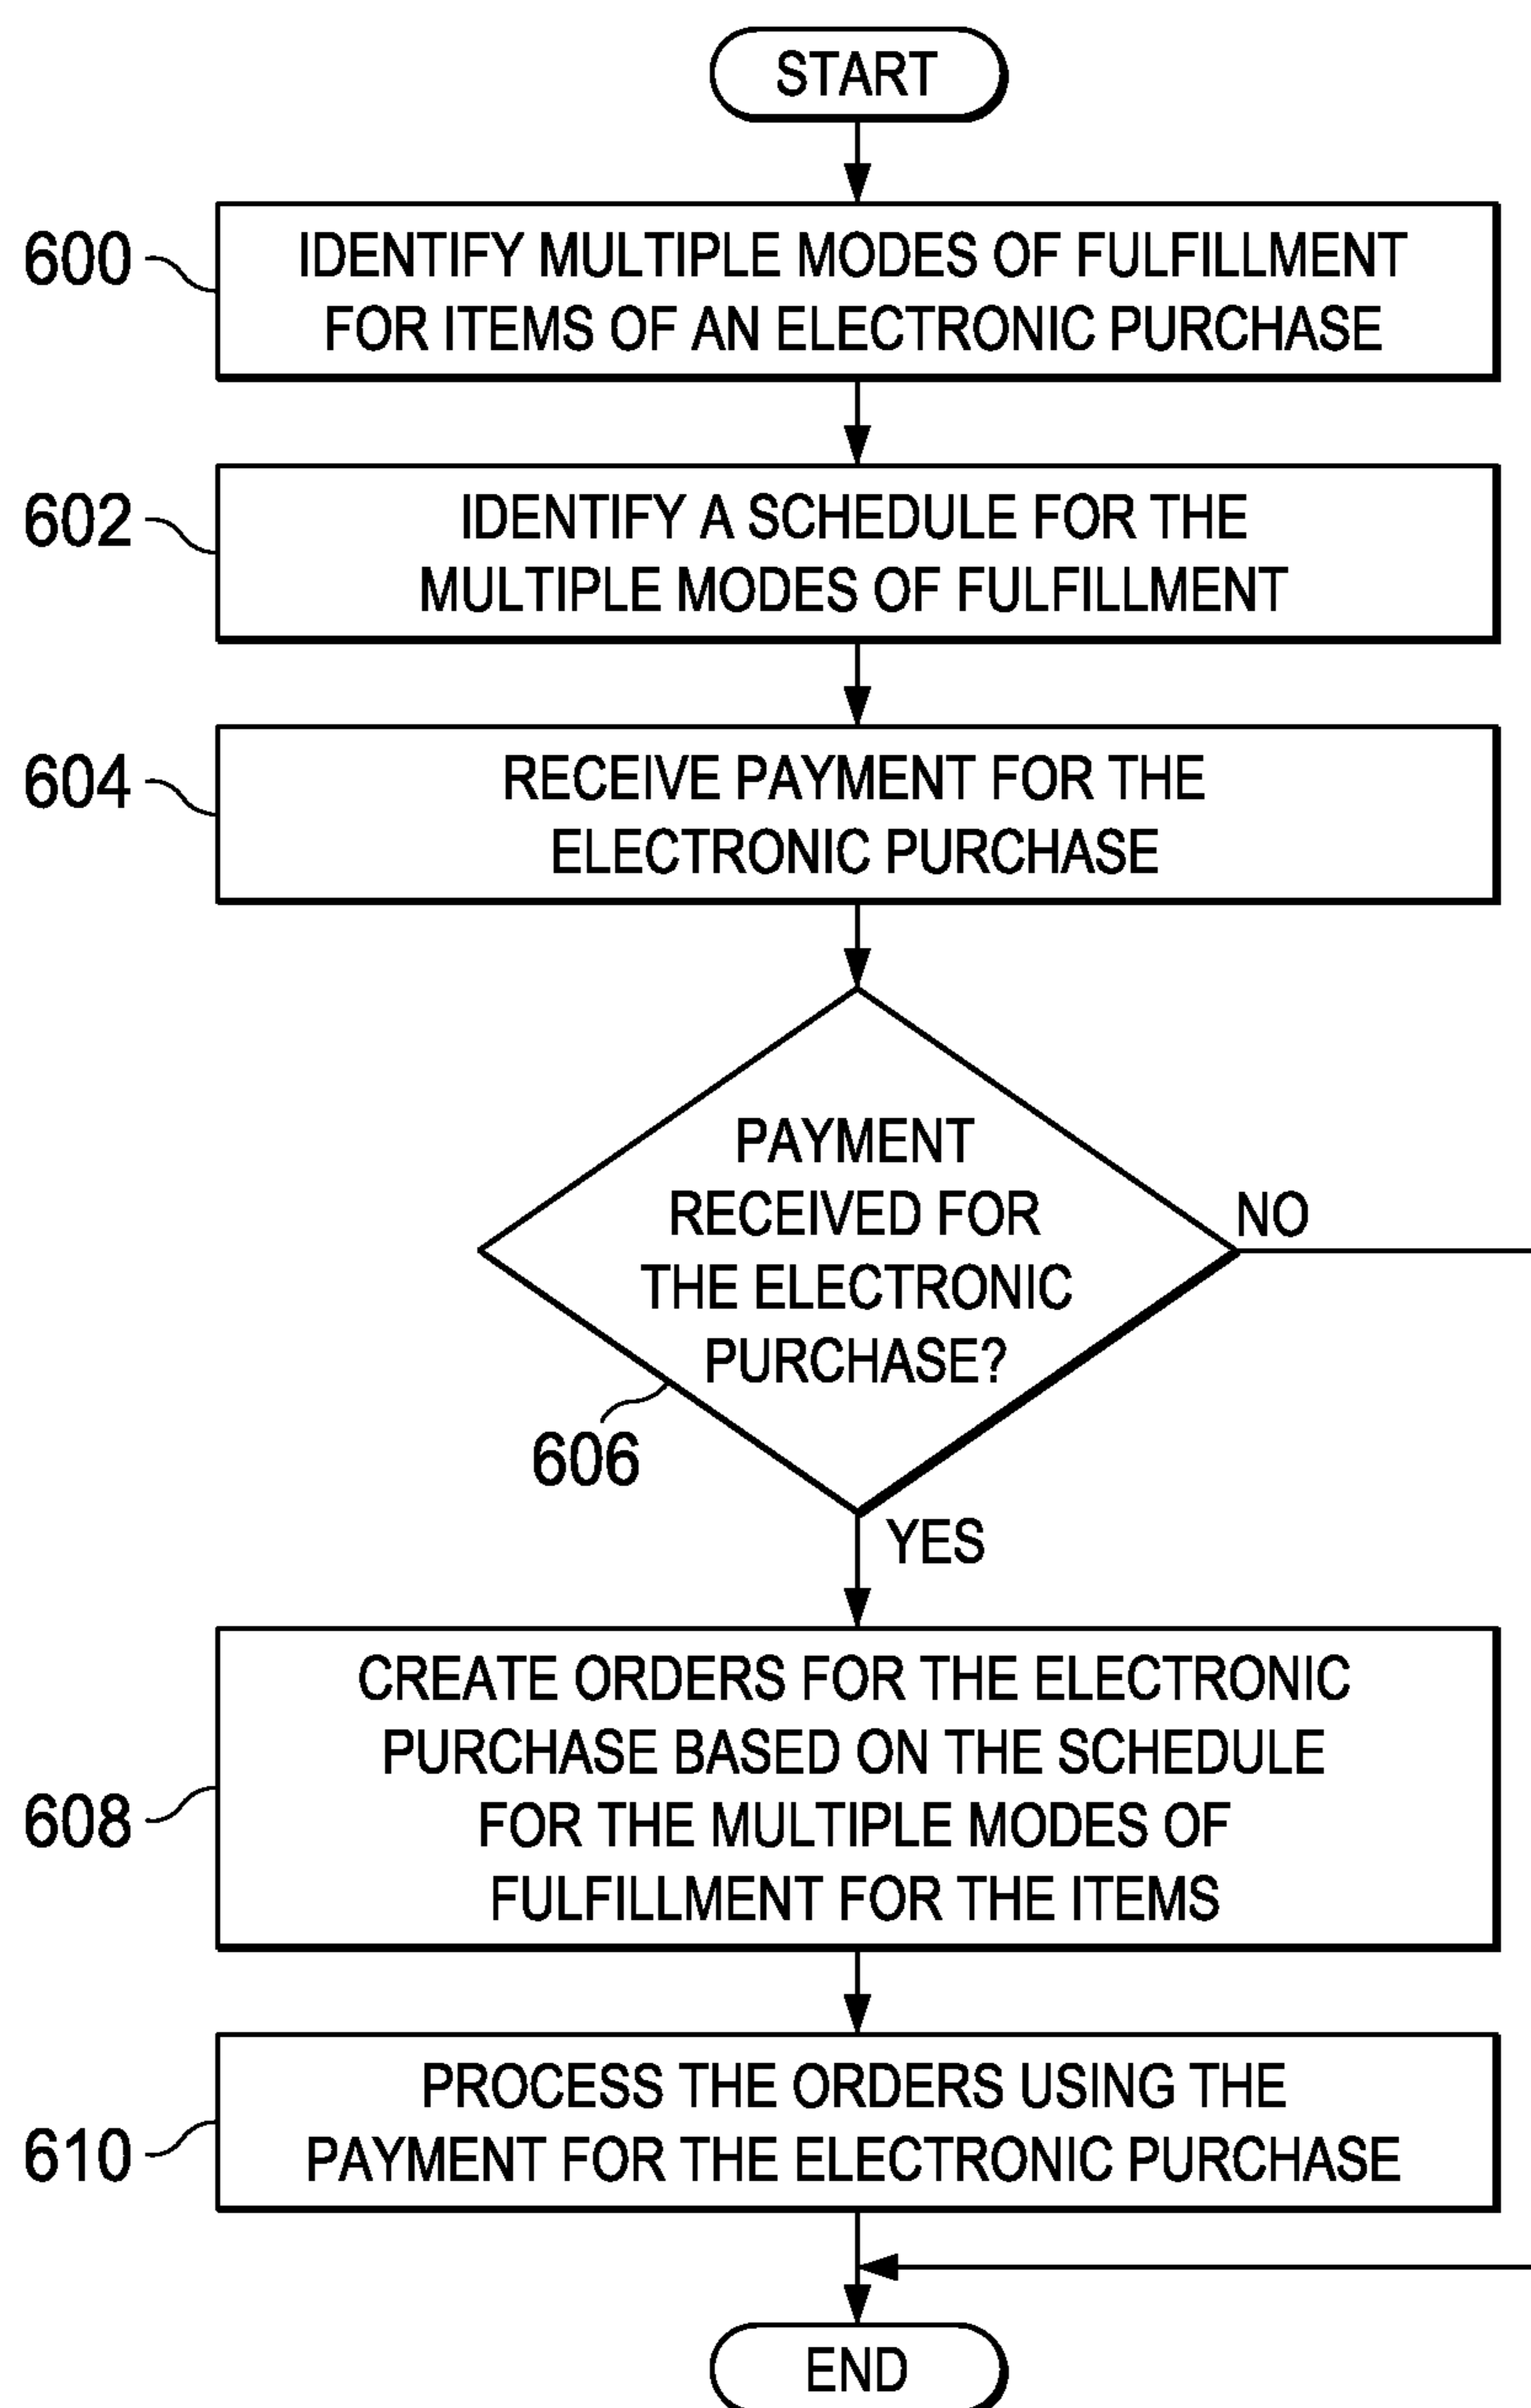 START
600
IDENTIFY MULTIPLE MODES OF FULFILLMENT
FOR ITEMS OF AN ELECTRONIC PURCHASE
602
IDENTIFY A SCHEDULE FOR THE
MULTIPLE MODES OF FULFILLMENT
604
RECEIVE PAYMENT FOR THE
ELECTRONIC PURCHASE
PAYMENT
RECEIVED FOR
THE ELECTRONIC
PURCHASE?
NO
606
YES
608
CREATE ORDERS FOR THE ELECTRONIC
PURCHASE BASED ON THE SCHEDULE
FOR THE MULTIPLE MODES OF
FULFILLMENT FOR THE ITEMS
610
PROCESS THE ORDERS USING THE
PAYMENT FOR THE ELECTRONIC PURCHASE
END